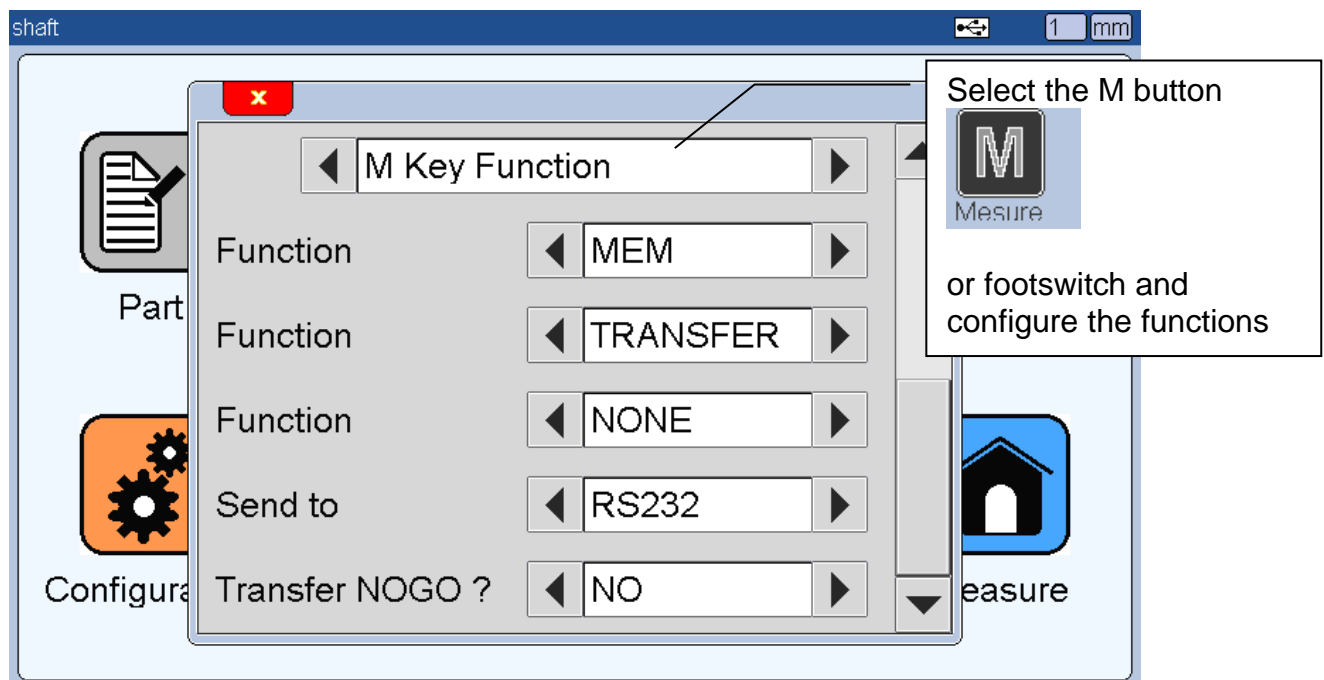 shaft
1 mm
x
Select the M button
M
Mesure
or footswitch and
configure the functions
M Key Function
Function MEM
Function TRANSFER
Function NONE
Send to RS232
Transfer NOGO ? NO
Part
Configura
easure